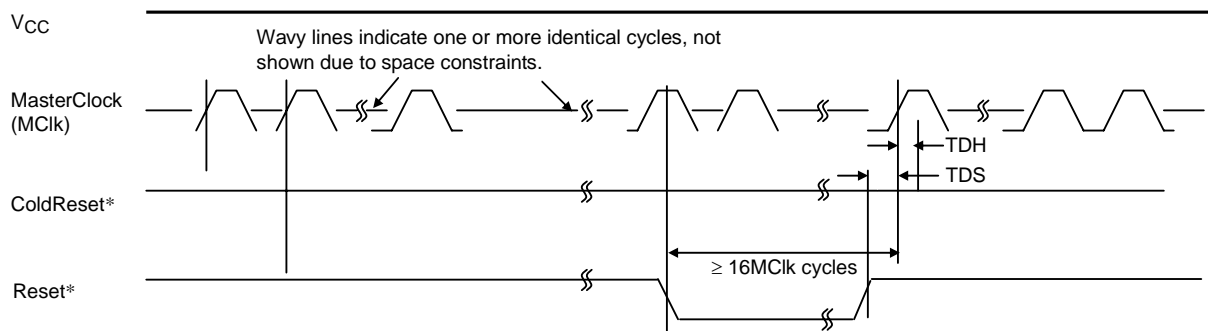 VCC
Wavy lines indicate one or more identical cycles, not
shown due to space constraints.
MasterClock
(MClk)
TDH
TDS
ColdReset*
≥ 16MClk cycles
Reset*